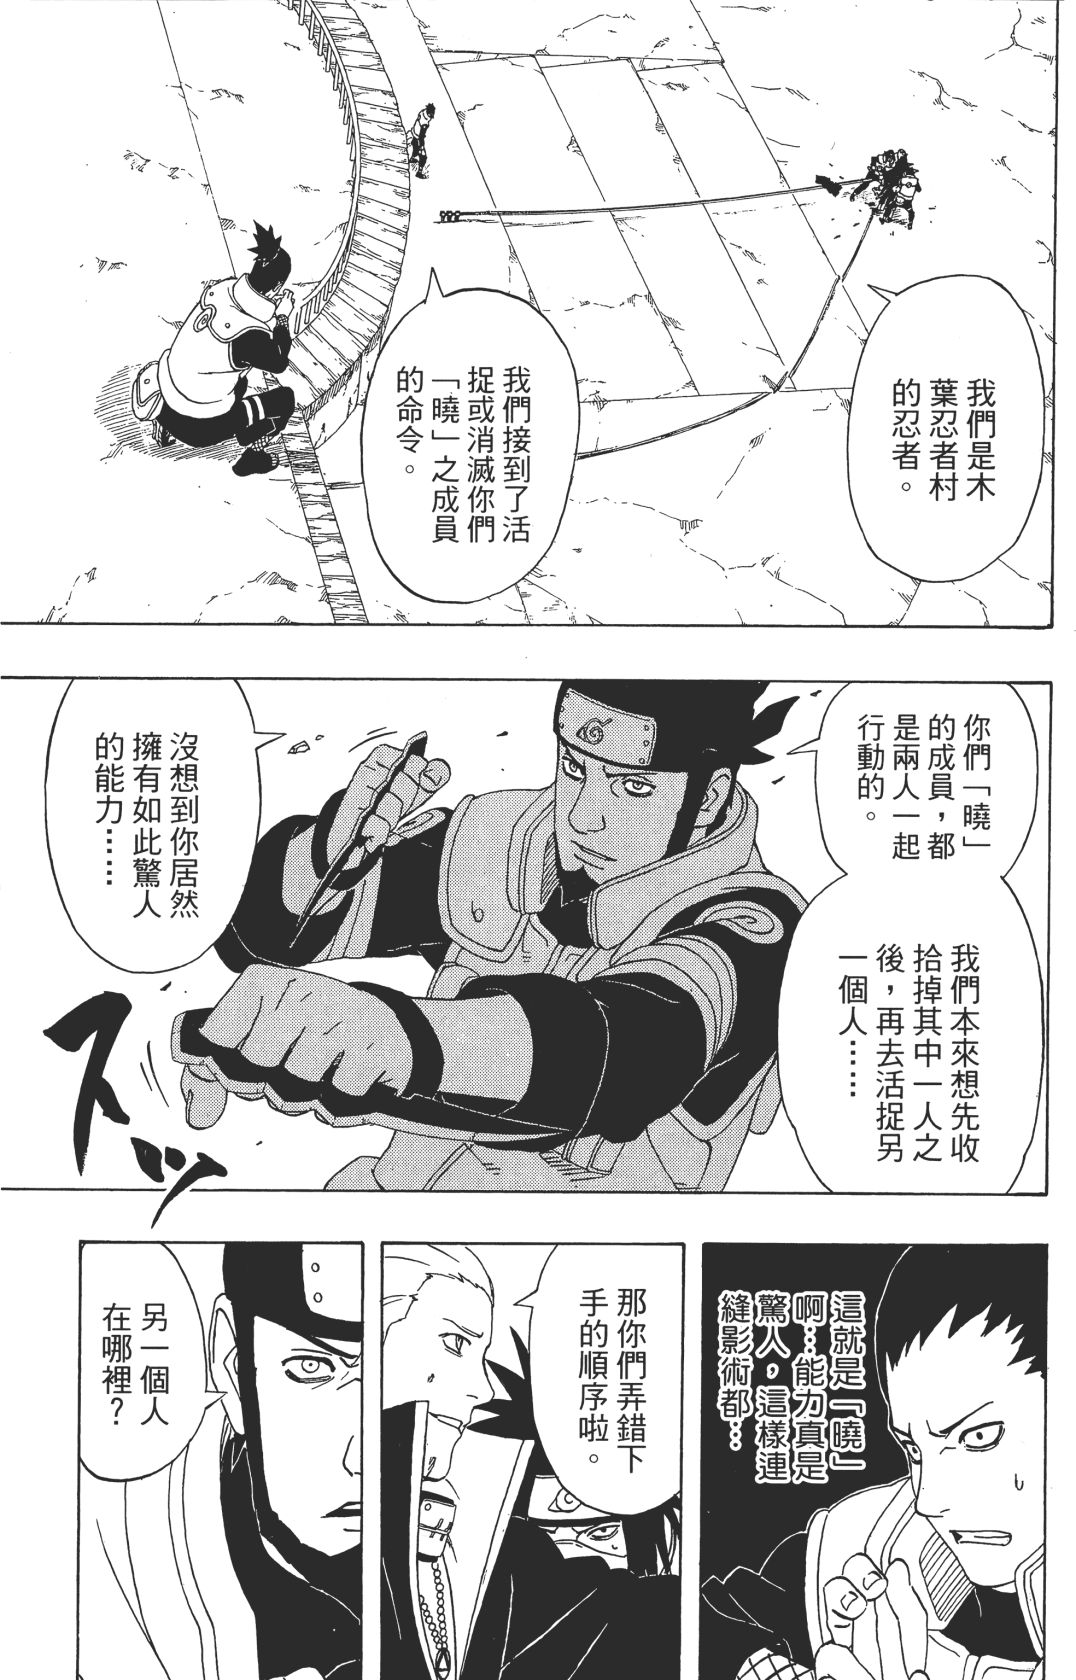 我們是木
葉忍者村
的忍者。
我們接到了活
捉或消滅你們
「曉」之成員
的命令。
你們「曉」
的成員，都
是兩人一起
行動的。
我們本來想先收
拾掉其中一人之
後，再去活捉另
一個人……
沒想到你居然
擁有如此驚人
的能力……
スッ
這就是「曉」
啊…能力真是
驚人，這樣連
縫影術都…
那你們弄錯下
手的順序啦。
另一個人
在哪裡？